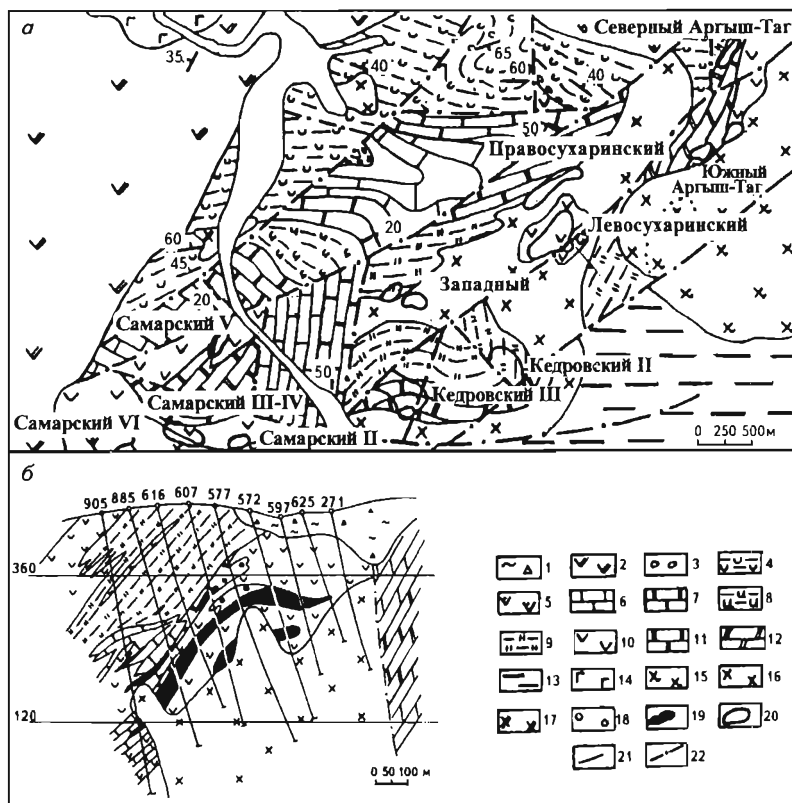 а
Северный Аргыш-Таг
35
40
65
60
40
50
Правосухаринский
Южный
Аргыш-Таг
20
Левосухаринский
60
45
20
Западный
Самарский V
50
Кедровский II
Самарский III-IV
Кедровский III
Самарский VI
Самарский II
0 250 500м
б
905 885 616 607 577 572 597 625 271
360
120
0 50 100 м
1 2 3 4
5 6 7 8
9 10 11 12
13 14 15 16
17 18 19 20
21 22